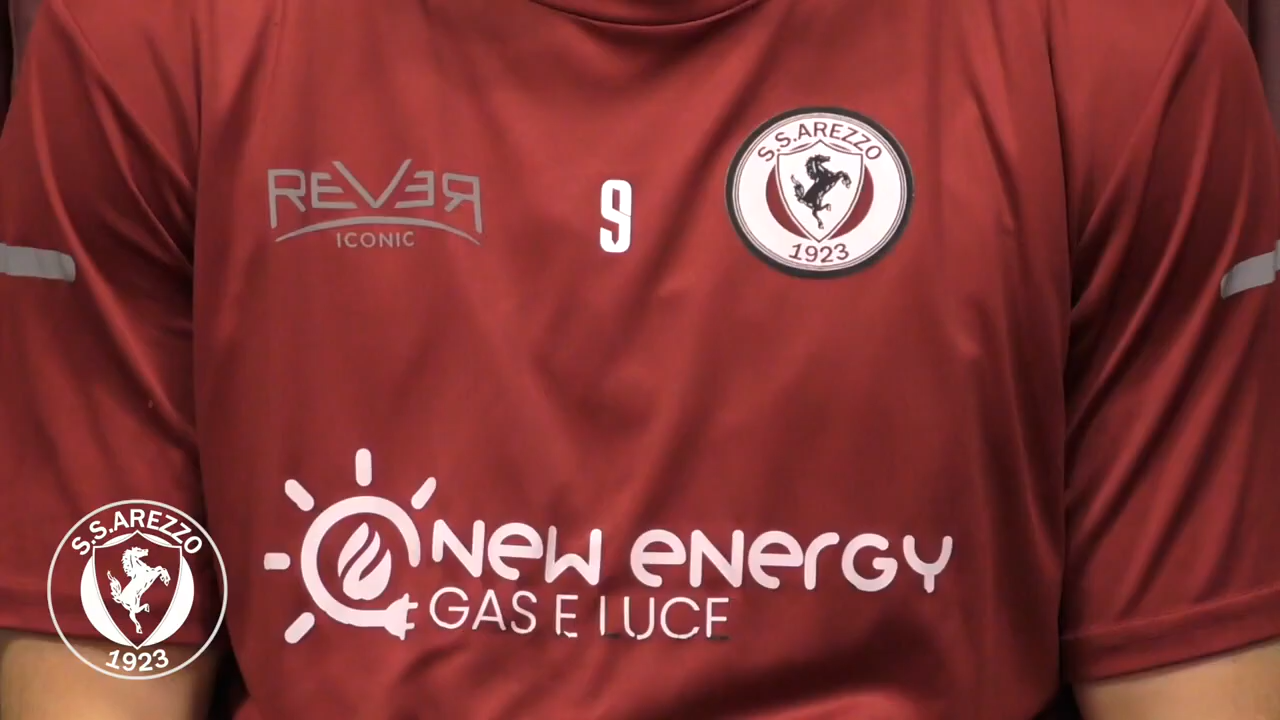 REVER
ICONIC
9
S.S.AREZZO
1923
NEW ENERGY
GAS E LUCE
S.S.AREZZO
1923